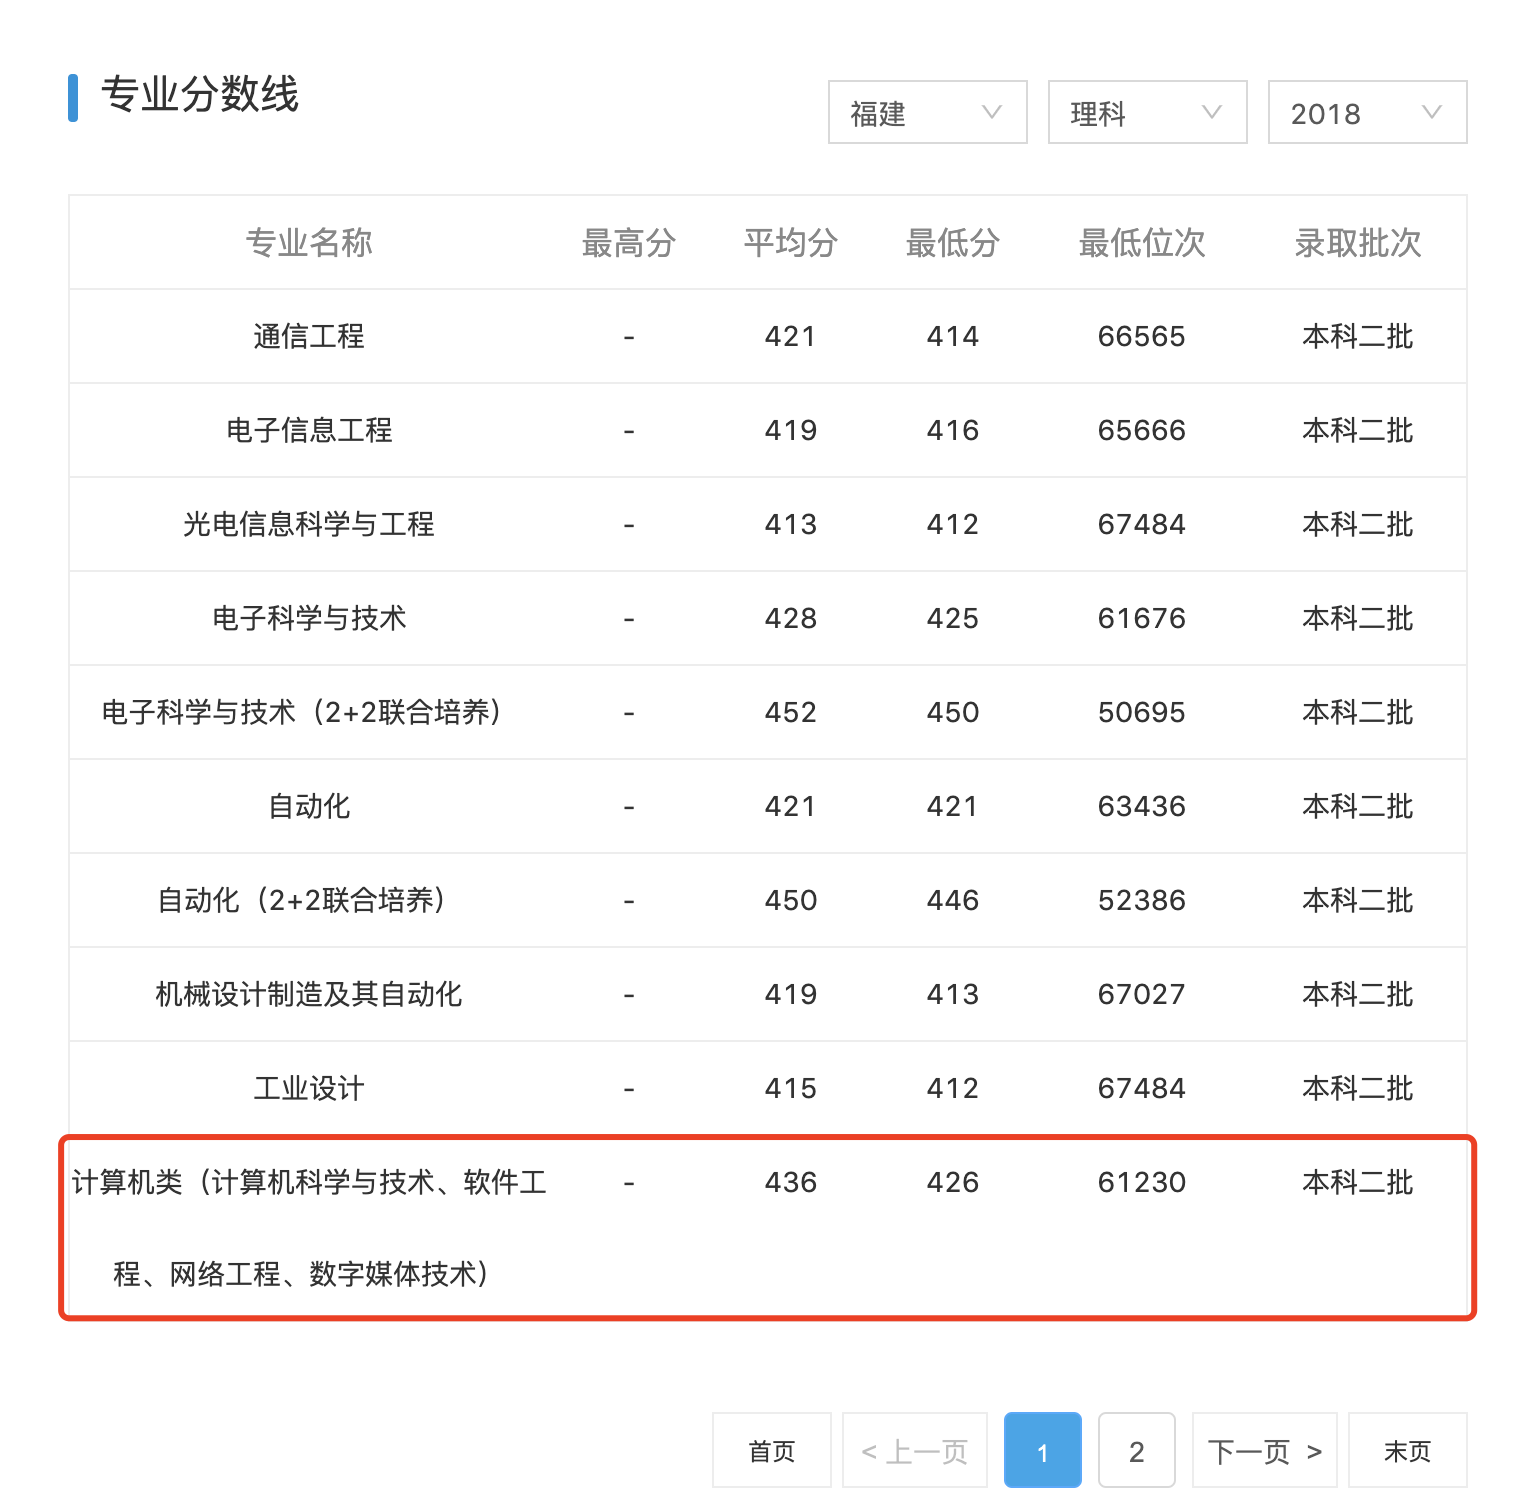 专业分数线
福建 理科 2018
专业名称 最高分 平均分 最低分 最低位次 录取批次
通信工程 - 421 414 66565 本科二批
电子信息工程 - 419 416 65666 本科二批
光电信息科学与工程 - 413 412 67484 本科二批
电子科学与技术 - 428 425 61676 本科二批
电子科学与技术（2+2联合培养） - 452 450 50695 本科二批
自动化 - 421 421 63436 本科二批
自动化（2+2联合培养） - 450 446 52386 本科二批
机械设计制造及其自动化 - 419 413 67027 本科二批
工业设计 - 415 412 67484 本科二批
计算机类（计算机科学与技术、软件工 - 436 426 61230 本科二批
程、网络工程、数字媒体技术）
首页 < 上一页 1 2 下一页 > 末页